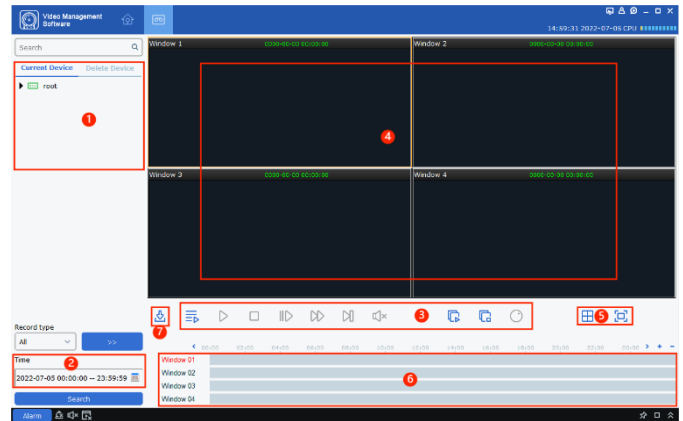 Video Management
Software
14:59:31 2022-07-05 CPU
Search
Current Device Delete Device
root
1
Window 1 0000-00-00 00:00:00
Window 2 0000-00-00 00:00:00
4
Window 3 0000-00-00 00:00:00
Window 4 0000-00-00 00:00:00
3
5
7
Record type
All
>>
Time
2
2022-07-05 00:00:00 -- 23:59:59
Search
00:00 02:00 04:00 06:00 08:00 10:00 12:00 14:00 16:00 18:00 20:00 22:00 00:00
Window 01
Window 02
Window 03
Window 04
6
Alarm